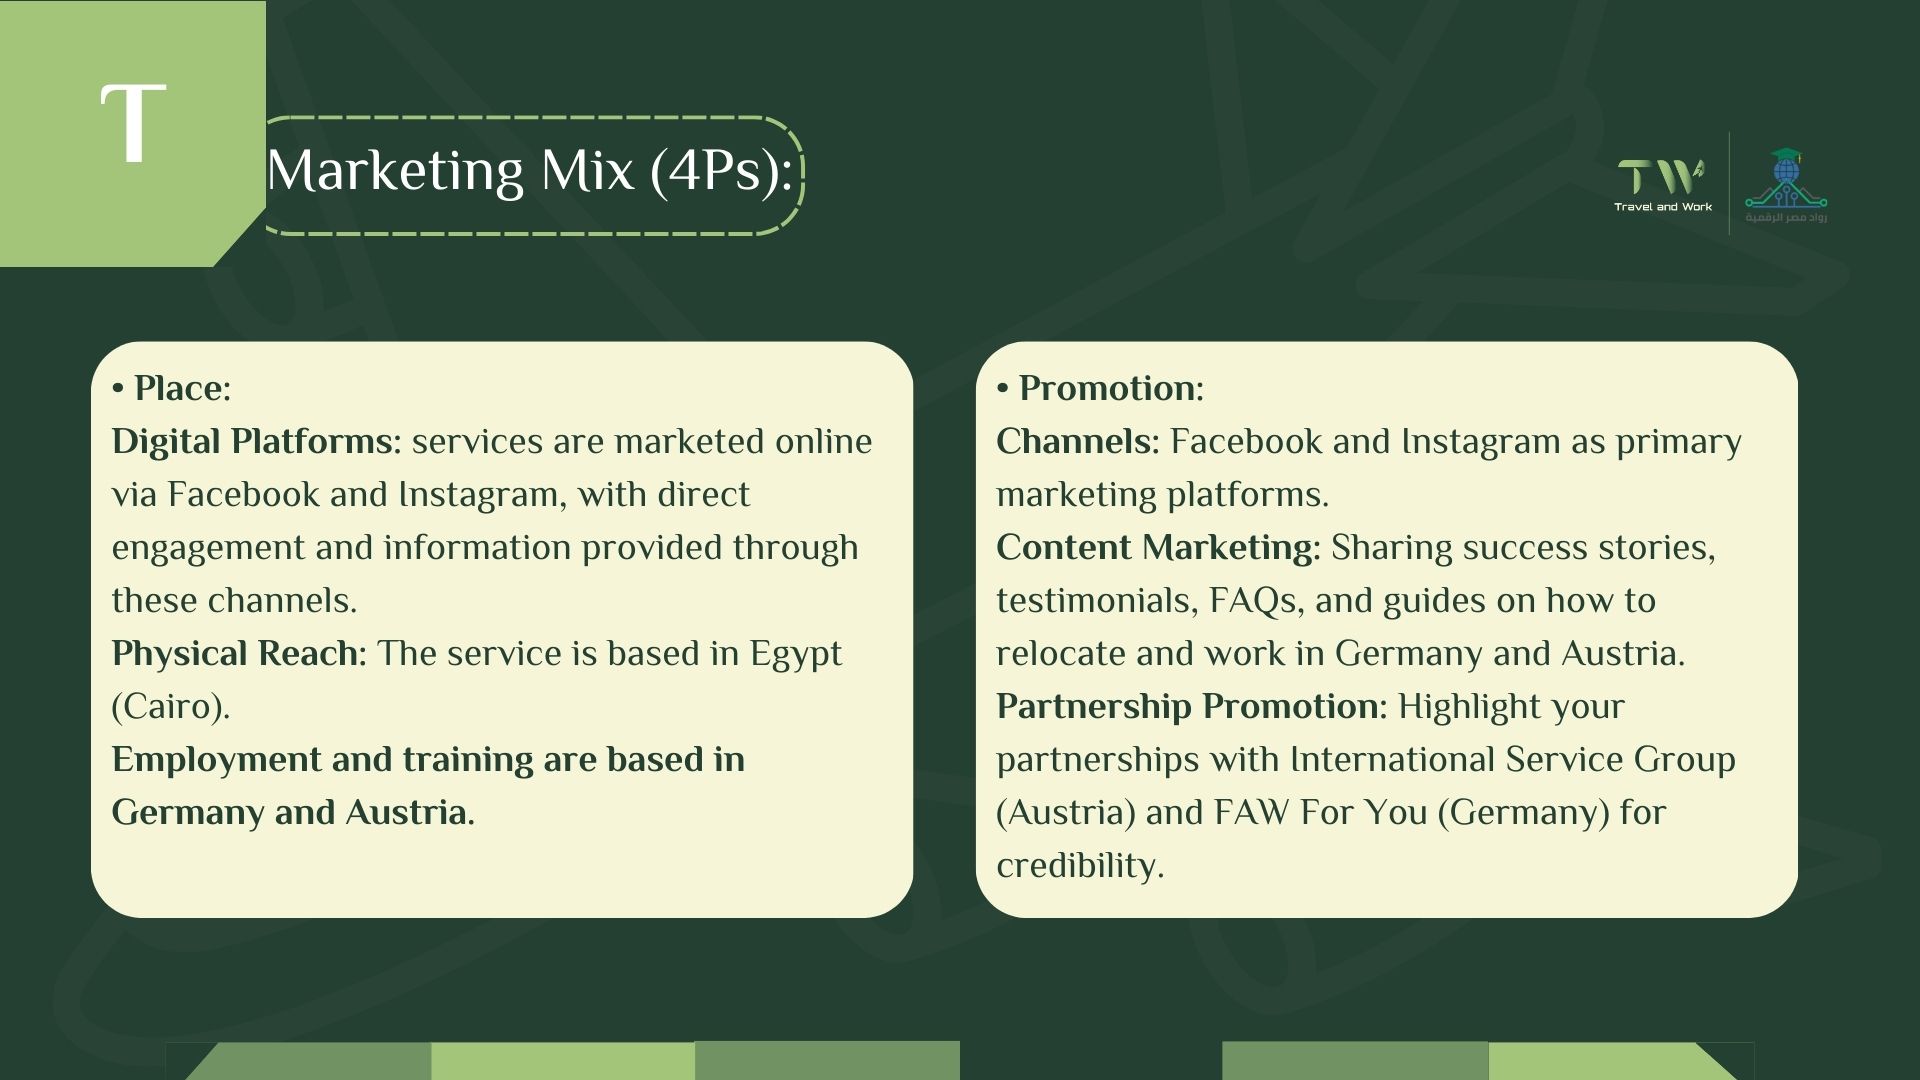 T
Marketing Mix (4Ps):
TW
Travel and Work
رواد مصر الرقمية
• Place:
Digital Platforms: services are marketed online
via Facebook and Instagram, with direct
engagement and information provided through
these channels.
Physical Reach: The service is based in Egypt
(Cairo).
Employment and training are based in
Germany and Austria.
• Promotion:
Channels: Facebook and Instagram as primary
marketing platforms.
Content Marketing: Sharing success stories,
testimonials, FAQs, and guides on how to
relocate and work in Germany and Austria.
Partnership Promotion: Highlight your
partnerships with International Service Group
(Austria) and FAW For You (Germany) for
credibility.